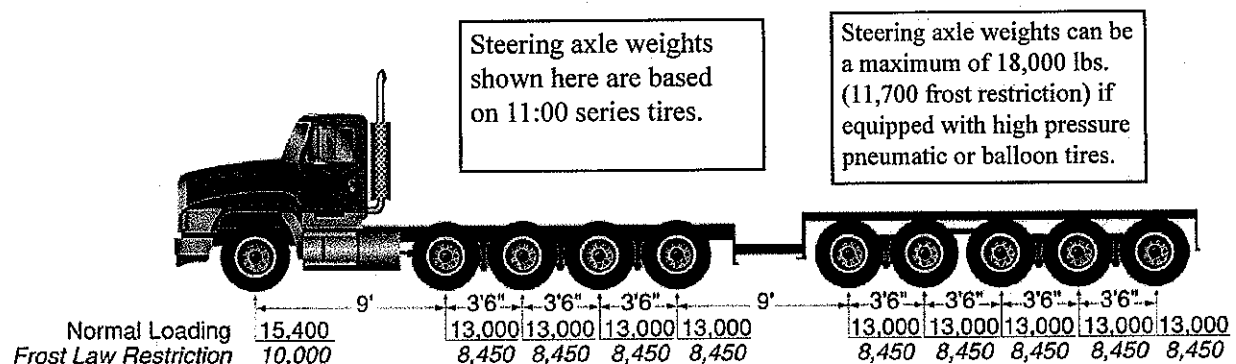 Steering axle weights
shown here are based
on 11:00 series tires.
Steering axle weights can be
a maximum of 18,000 lbs.
(11,700 frost restriction) if
equipped with high pressure
pneumatic or balloon tires.
9' 3'6" 3'6" 3'6" 9' 3'6" 3'6" 3'6" 3'6"
Normal Loading 15,400 13,000 13,000 13,000 13,000 13,000 13,000 13,000 13,000 13,000
Frost Law Restriction 10,000 8,450 8,450 8,450 8,450 8,450 8,450 8,450 8,450 8,450